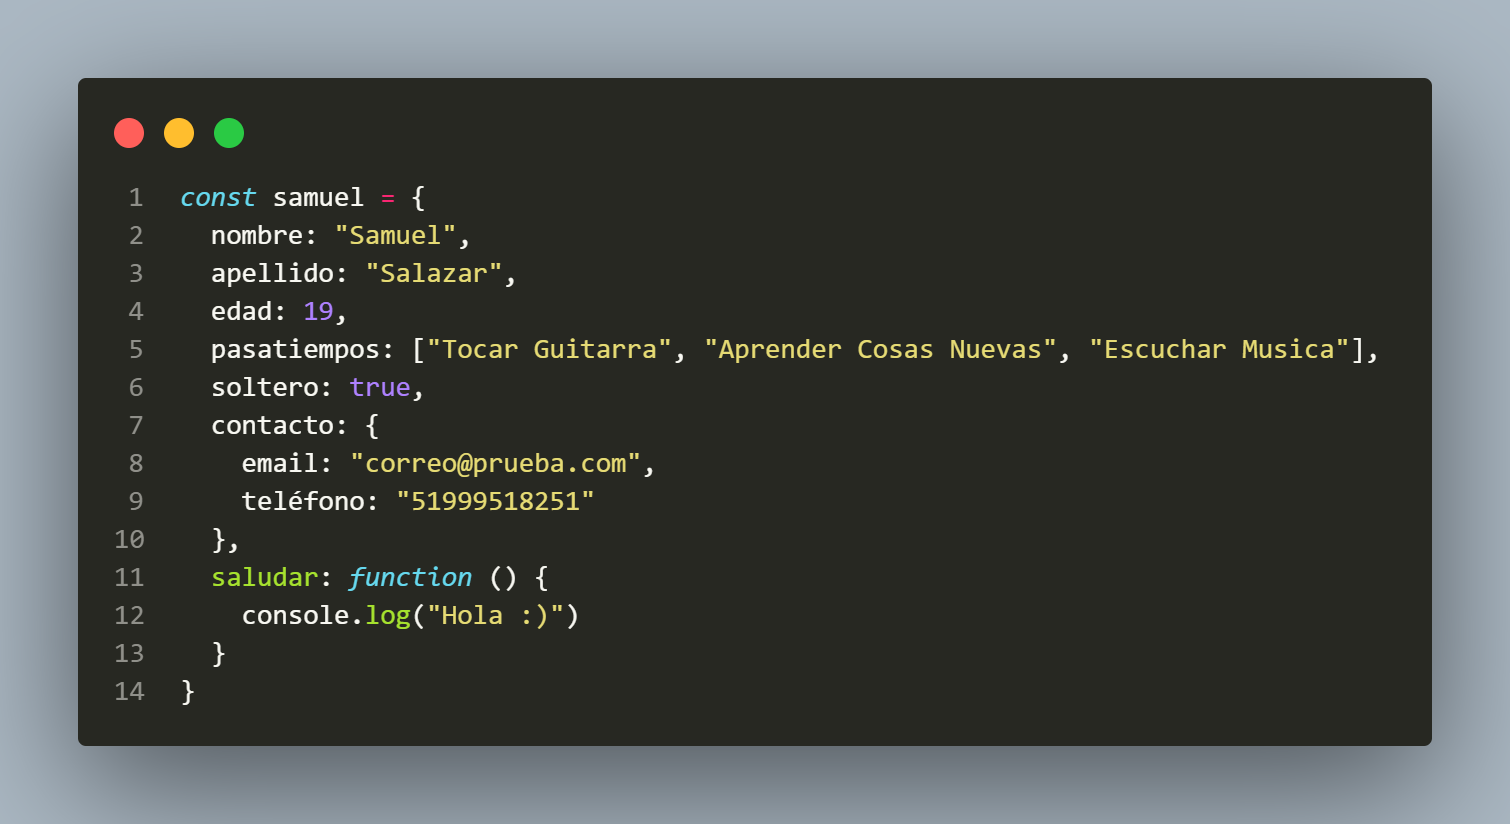 1 const samuel = {
2   nombre: "Samuel",
3   apellido: "Salazar",
4   edad: 19,
5   pasatiempos: ["Tocar Guitarra", "Aprender Cosas Nuevas", "Escuchar Musica"],
6   soltero: true,
7   contacto: {
8     email: "correo@prueba.com",
9     teléfono: "51999518251"
10   },
11   saludar: function () {
12     console.log("Hola :)")
13   }
14 }